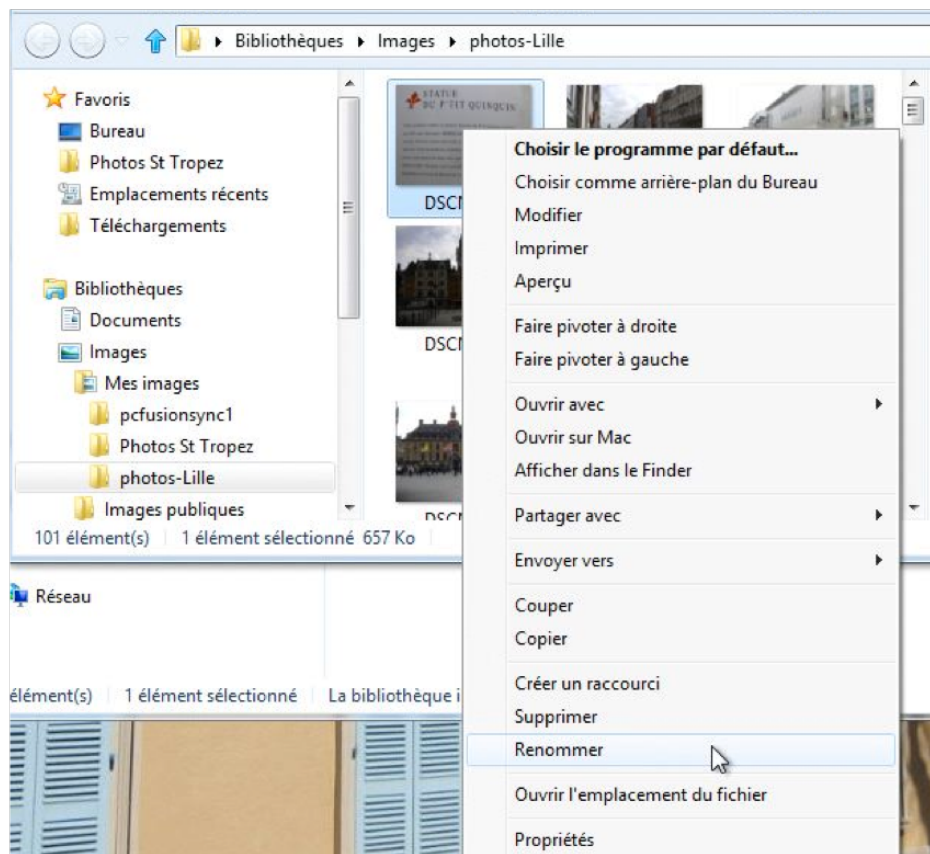 Bibliothèques Images photos-Lille
Favoris
Bureau
Photos St Tropez
Emplacements récents
Téléchargements
Bibliothèques
Documents
Images
Mes images
pcfusionsync1
Photos St Tropez
photos-Lille
Images publiques
101 élément(s) 1 élément sélectionné 657 Ko
STATUE
DU P'TIT QUINQUIN
Choisir le programme par défaut...
Choisir comme arrière-plan du Bureau
Modifier
Imprimer
Aperçu
Faire pivoter à droite
Faire pivoter à gauche
Ouvrir avec
Ouvrir sur Mac
Afficher dans le Finder
Partager avec
Envoyer vers
Couper
Copier
Créer un raccourci
Supprimer
Renommer
Ouvrir l'emplacement du fichier
Propriétés
Réseau
élément(s) 1 élément sélectionné La bibliothèque